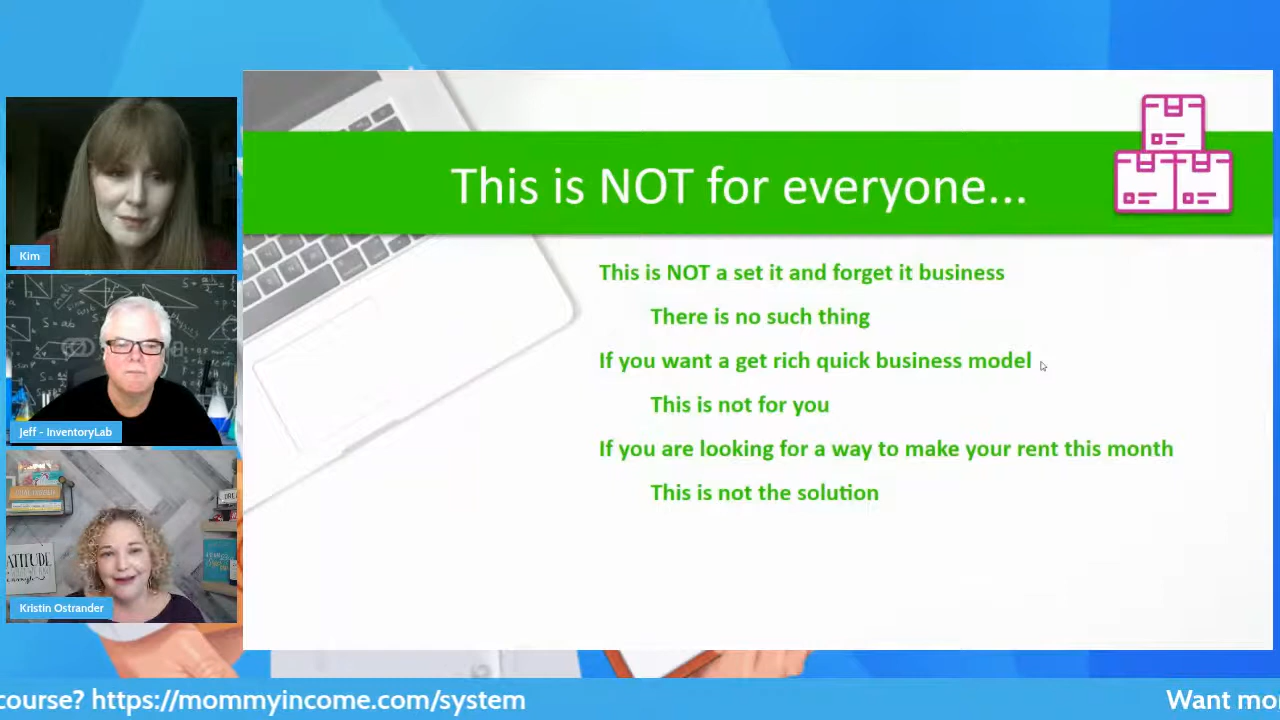 This is NOT for everyone...
This is NOT a set it and forget it business
There is no such thing
If you want a get rich quick business model
This is not for you
If you are looking for a way to make your rent this month
This is not the solution
Kim
Jeff - InventoryLab
Kristin Ostrander
course? https://mommyincome.com/system
Want